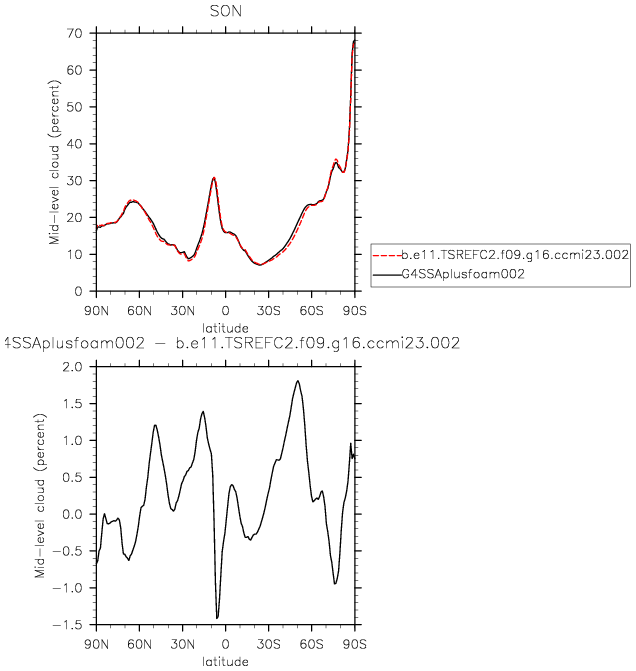 SON
70
60
50
40
30
20
10
0
Mid-level cloud (percent)
90N 60N 30N 0 30S 60S 90S
latitude
b.e11.TSREFC2.f09.g16.ccmi23.002
G4SSAplusfoam002
4SSAplusfoam002 − b.e11.TSREFC2.f09.g16.ccmi23.002
2.0
1.5
1.0
0.5
0.0
−0.5
−1.0
−1.5
Mid-level cloud (percent)
90N 60N 30N 0 30S 60S 90S
latitude